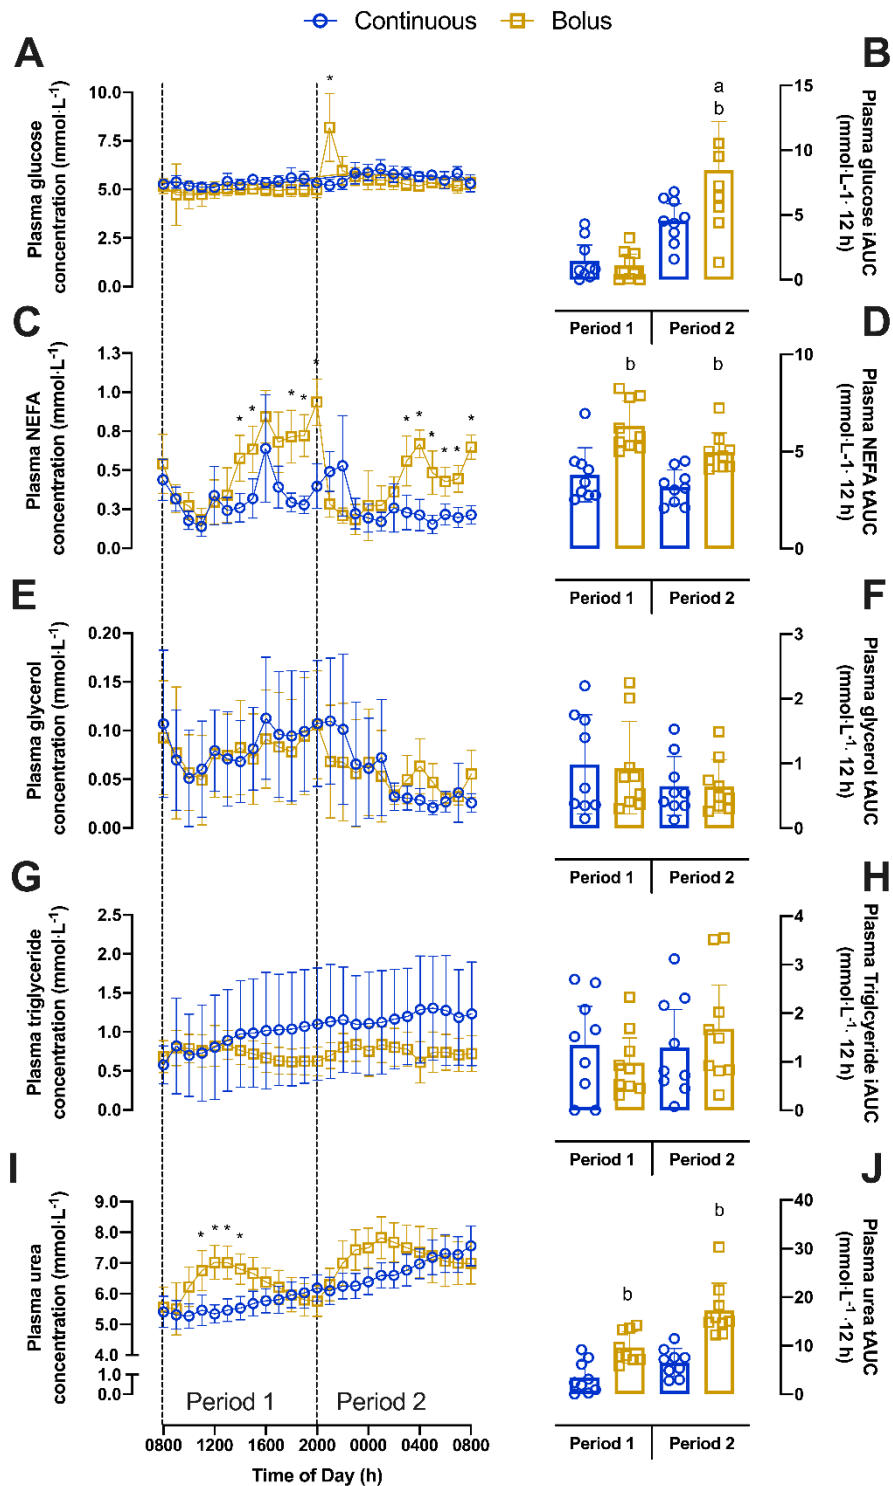 Continuous Bolus
A
Plasma glucose
concentration (mmol·L-1)
10.0
7.5
5.0
2.5
0.0
*
B
Plasma glucose iAUC
(mmol·L-1· 12 h)
15
10
5
0
a
b
b
Period 1 Period 2
C
Plasma NEFA
concentration (mmol·L-1)
1.3
1.0
0.8
0.5
0.3
0.0
* * * * * * * * * * *
D
Plasma NEFA tAUC
(mmol·L-1· 12 h)
10
5
0
b b
Period 1 Period 2
E
Plasma glycerol
concentration (mmol·L-1)
0.20
0.15
0.10
0.05
0.00
F
Plasma glycerol tAUC
(mmol·L-1· 12 h)
3
2
1
0
Period 1 Period 2
G
Plasma triglyceride
concentration (mmol·L-1)
2.5
2.0
1.5
1.0
0.5
0.0
H
Plasma Triglcyeride iAUC
(mmol·L-1· 12 h)
4
3
2
1
0
Period 1 Period 2
I
Plasma urea
concentration (mmol·L-1)
9.0
8.0
7.0
6.0
5.0
4.0
1.0
0.0
* * * *
Period 1 Period 2
0800 1200 1600 2000 0000 0400 0800
Time of Day (h)
J
Plasma urea tAUC
(mmol·L-1 ·12 h)
40
30
20
10
0
b
b
Period 1 Period 2